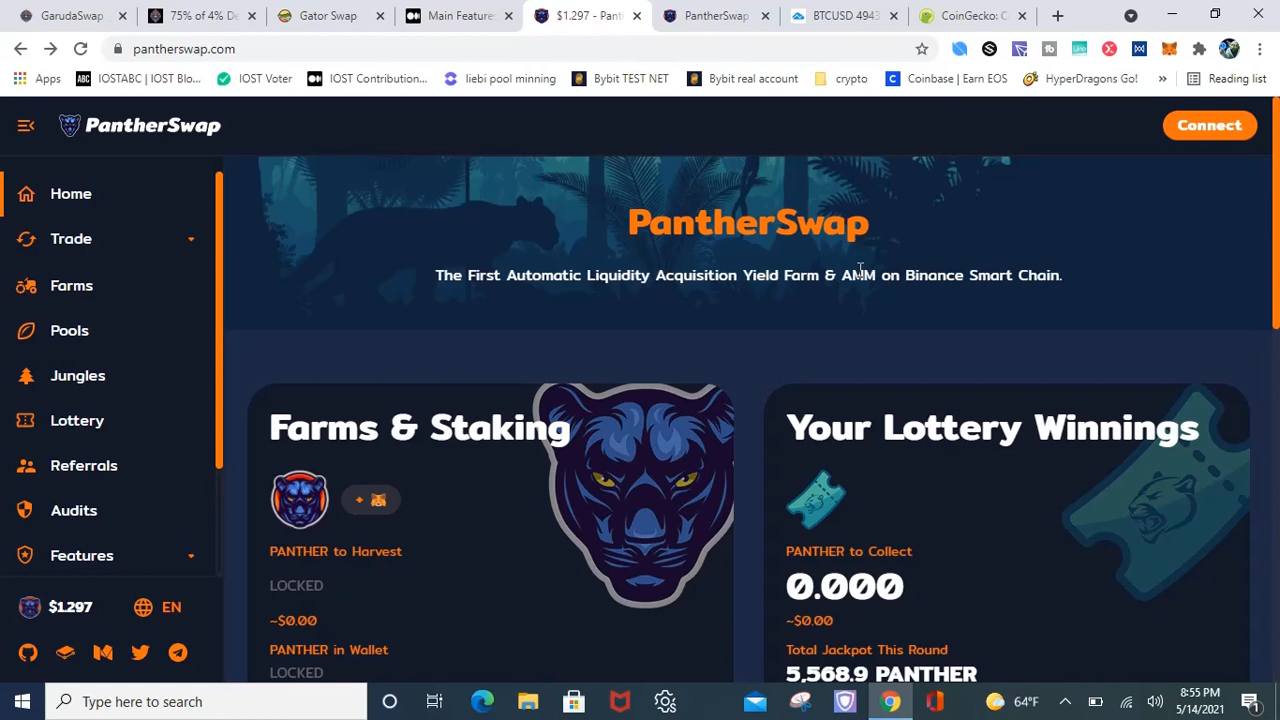 GarudaSwap
75% of 4% De
Gator Swap
Main Features
$1.297 - Panth
PantherSwap
BTCUSD 4943
CoinGecko: C
pantherswap.com
Apps
ABC
IOSTABC | IOST Blo...
IOST Voter
IOST Contribution...
liebi pool minning
Bybit TEST NET
Bybit real account
crypto
Coinbase | Earn EOS
HyperDragons Go!
Reading list
PantherSwap
Connect
Home
Trade
Farms
Pools
Jungles
Lottery
Referrals
Audits
Features
$1.297
EN
PantherSwap
The First Automatic Liquidity Acquisition Yield Farm & AMM on Binance Smart Chain.
Farms & Staking
PANTHER to Harvest
LOCKED
~$0.00
PANTHER in Wallet
LOCKED
Your Lottery Winnings
PANTHER to Collect
0.000
~$0.00
Total Jackpot This Round
5,568.9 PANTHER
Type here to search
64°F
8:55 PM
5/14/2021